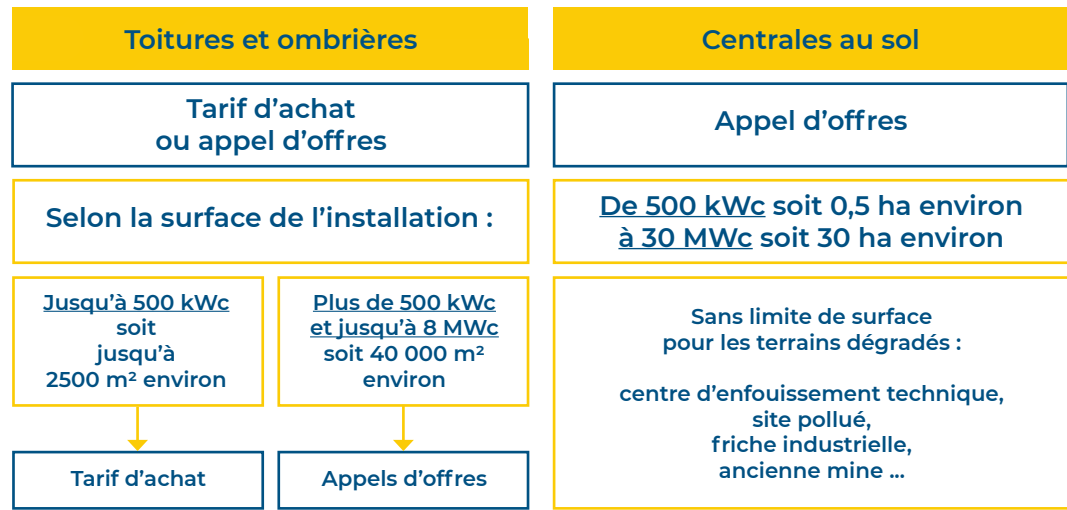 Toitures et ombrières
Tarif d'achat
ou appel d'offres
Selon la surface de l'installation :
Jusqu'à 500 kWc
soit
jusqu'à
2500 m² environ
Tarif d'achat
Plus de 500 kWc
et jusqu'à 8 MWc
soit 40 000 m²
environ
Appels d'offres
Centrales au sol
Appel d'offres
De 500 kWc soit 0,5 ha environ
à 30 MWc soit 30 ha environ
Sans limite de surface
pour les terrains dégradés :
centre d'enfouissement technique,
site pollué,
friche industrielle,
ancienne mine ...